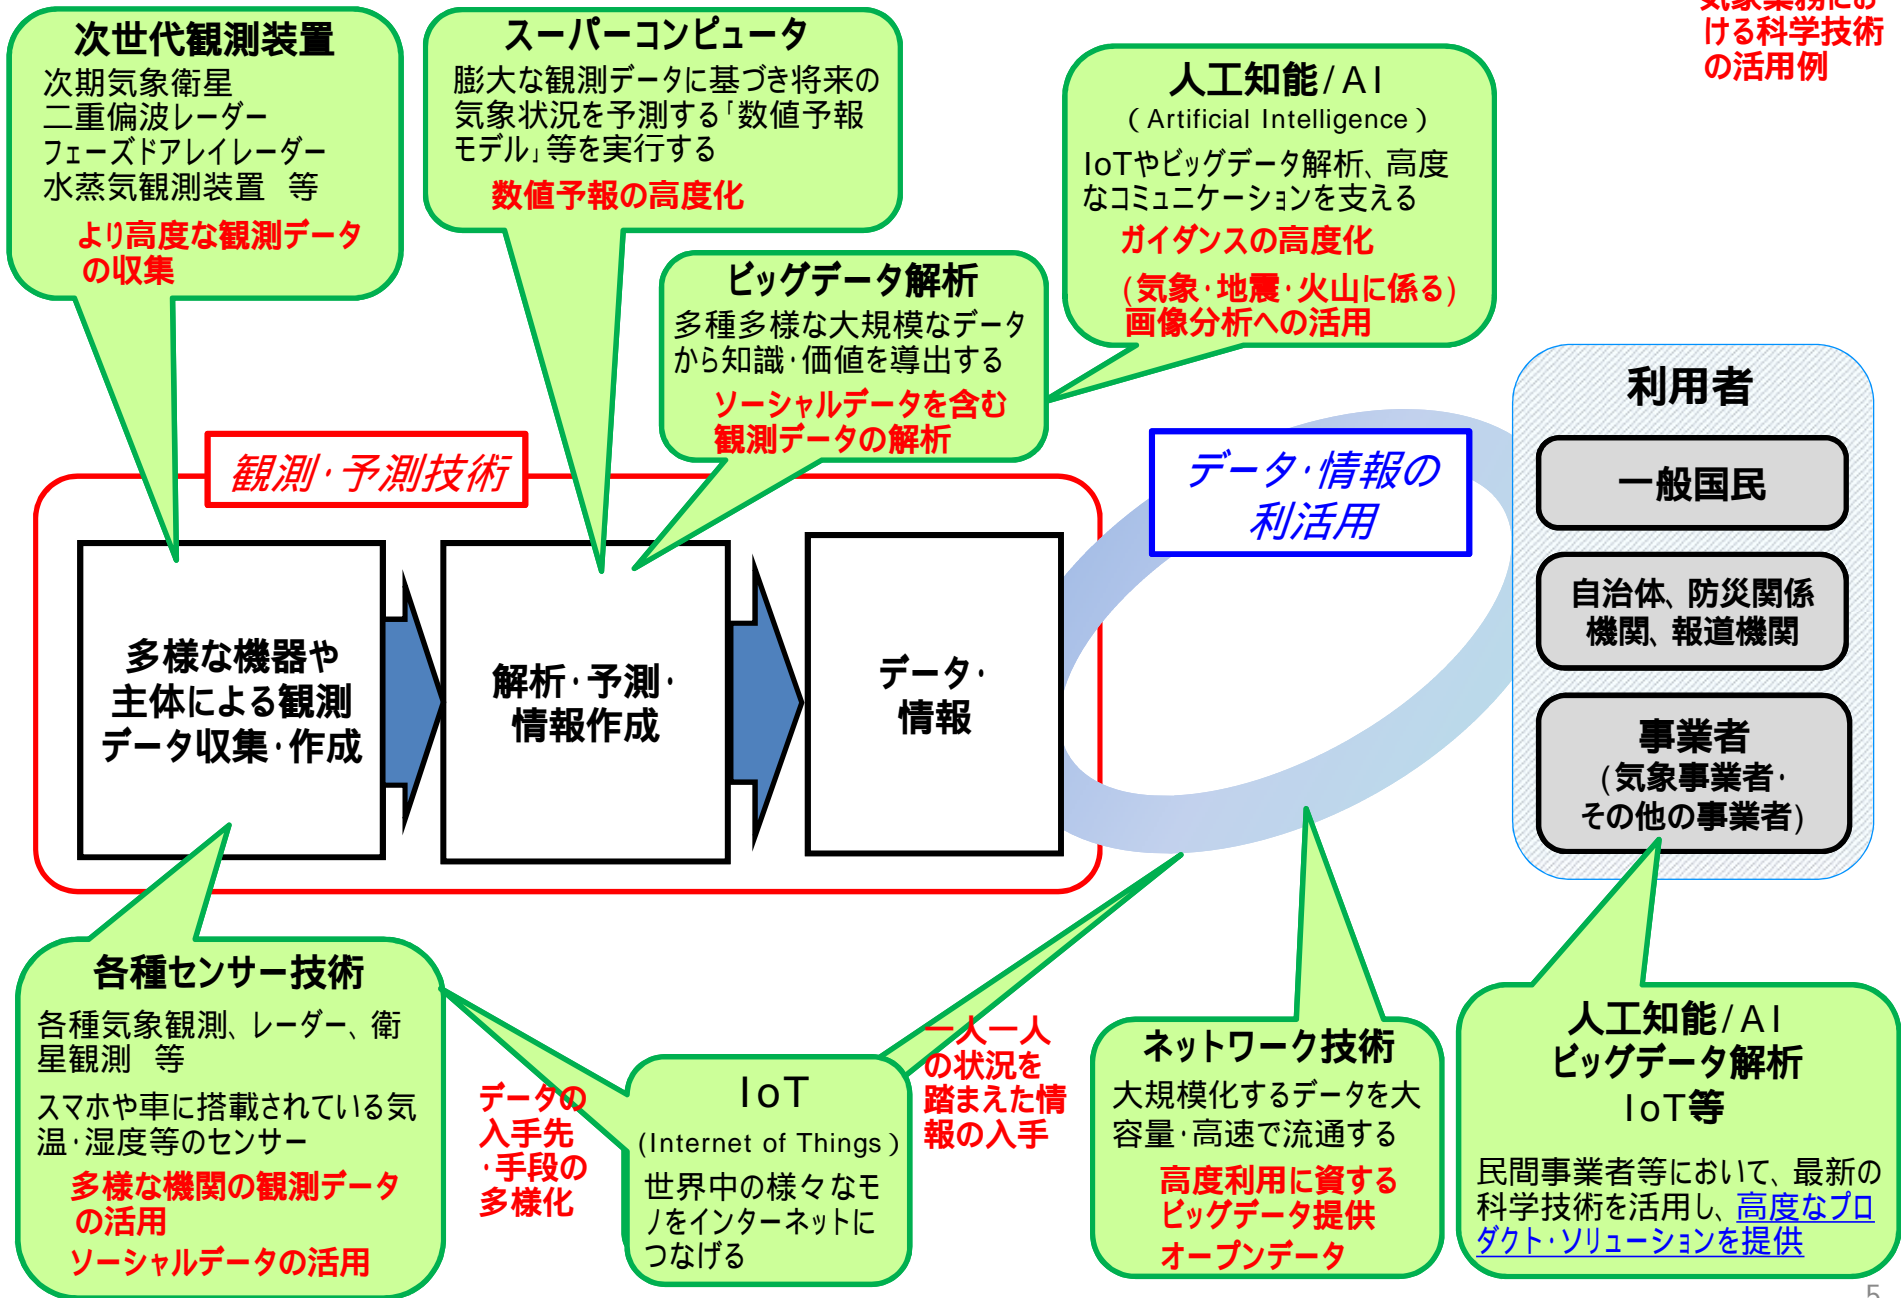 気象業務にお
ける科学技術
の活用例
次世代観測装置
次期気象衛星
二重偏波レーダー
フェーズドアレイレーダー
水蒸気観測装置　等
より高度な観測データ
の収集
スーパーコンピュータ
膨大な観測データに基づき将来の
気象状況を予測する「数値予報
モデル」等を実行する
数値予報の高度化
ビッグデータ解析
多種多様な大規模なデータ
から知識・価値を導出する
ソーシャルデータを含む
観測データの解析
人工知能/AI
（Artificial Intelligence）
IoTやビッグデータ解析、高度
なコミュニケーションを支える
ガイダンスの高度化
(気象・地震・火山に係る)
画像分析への活用
観測・予測技術
多様な機器や
主体による観測
データ収集・作成
解析・予測・
情報作成
データ・
情報
データ・情報の
利活用
利用者
一般国民
自治体、防災関係
機関、報道機関
事業者
(気象事業者・
その他の事業者)
各種センサー技術
各種気象観測、レーダー、衛
星観測　等
スマホや車に搭載されている気
温・湿度等のセンサー
多様な機関の観測データ
の活用
ソーシャルデータの活用
データの
入手先
・手段の
多様化
IoT
(Internet of Things）
世界中の様々なモ
ノをインターネットに
つなげる
一人一人
の状況を
踏まえた情
報の入手
ネットワーク技術
大規模化するデータを大
容量・高速で流通する
高度利用に資する
ビッグデータ提供
オープンデータ
人工知能/AI
ビッグデータ解析
IoT等
民間事業者等において、最新の
科学技術を活用し、高度なプロ
ダクト・ソリューションを提供
5